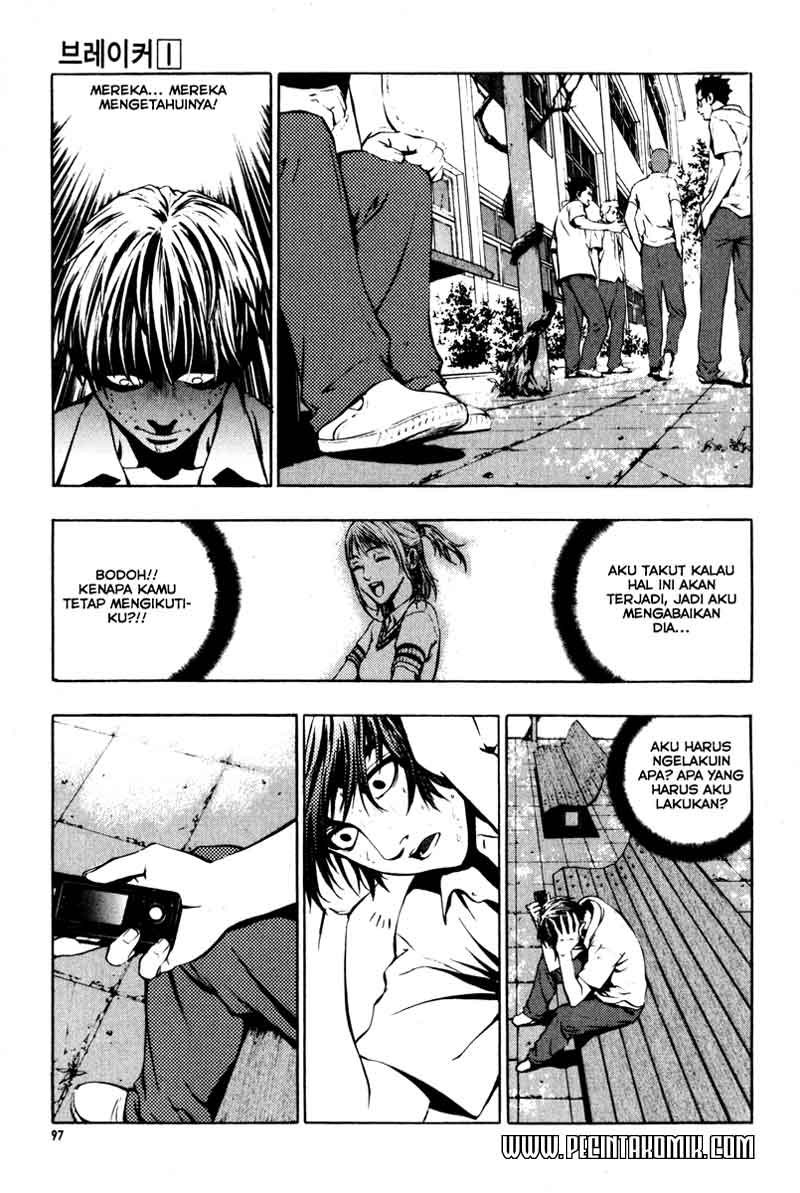 브레이커 1
MEREKA... MEREKA
MENGETAHUINYA!
BODOH!!
KENAPA KAMU
TETAP MENGIKUTI-
KU?!!
AKU TAKUT KALAU
HAL INI AKAN
TERJADI, JADI AKU
MENGABAIKAN
DIA...
AKU HARUS
NGELAKUIN
APA? APA YANG
HARUS AKU
LAKUKAN?
97
WWW.PECINTAKOMIK.COM